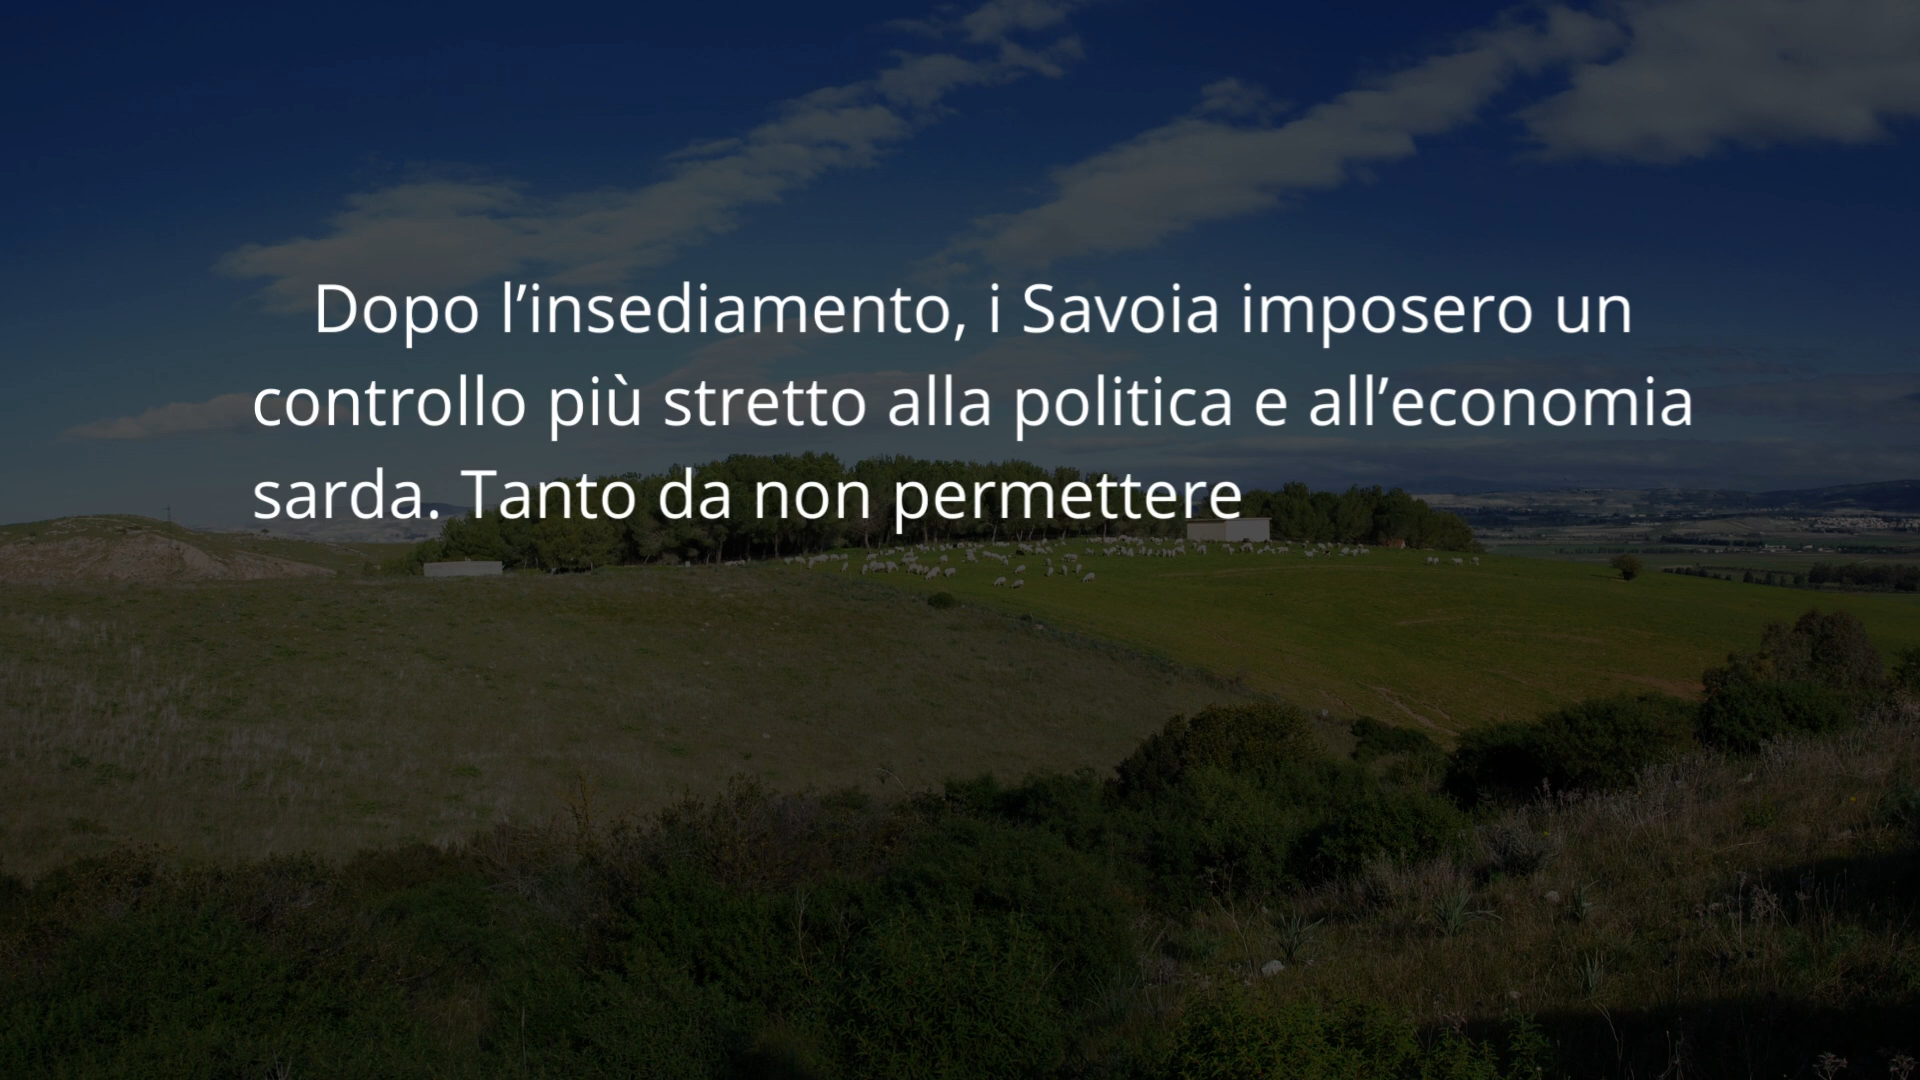 Dopo l’insediamento, i Savoia imposero un
controllo più stretto alla politica e all’economia
sarda. Tanto da non permettere